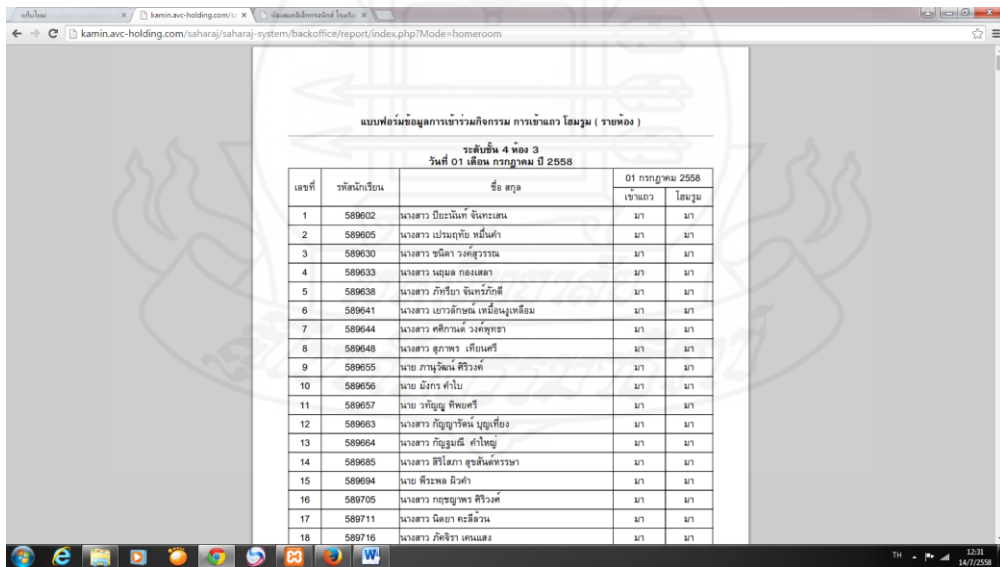 แท็บใหม่
kamin.avc-holding.com/sa
kamin.avc-holding.com/saharaj/saharaj-system/backoffice/report/index.php?Mode=homeroom
แบบฟอร์มข้อมูลการเข้าร่วมกิจกรรม การเข้าแถว โฮมรูม ( รายห้อง )
ระดับชั้น 4 ห้อง 3
วันที่ 01 เดือน กรกฎาคม ปี 2558
เลขที่ รหัสนักเรียน ชื่อ สกุล 01 กรกฎาคม 2558
เข้าแถว โฮมรูม
1 589602 นางสาว ปิยะนันท์ จันทะเสน มา มา
2 589605 นางสาว เปรมฤทัย หมื่นคำ มา มา
3 589630 นางสาว ชนิดา วงค์สุวรรณ มา มา
4 589633 นางสาว นฤมล กองเสลา มา มา
5 589638 นางสาว ภัทรียา จันทร์ภักดี มา มา
6 589641 นางสาว เยาวลักษณ์ เหมือนงูเหลือม มา มา
7 589644 นางสาว ศศิกานต์ วงค์พุทธา มา มา
8 589648 นางสาว สุภาพร เทียนศรี มา มา
9 589655 นาย ภานุวัฒน์ ศิริวงค์ มา มา
10 589656 นาย มังกร คำใบ มา มา
11 589657 นาย วทัญญู ทิพยศรี มา มา
12 589663 นางสาว กัญญารัตน์ บุญเที่ยง มา มา
13 589664 นางสาว กัญฐมณี คำใหญ่ มา มา
14 589685 นางสาว สิริโสภา สุขสันต์หรรษา มา มา
15 589694 นาย พีระพล ผิวคำ มา มา
16 589705 นางสาว กฤชญาพร ศิริวงศ์ มา มา
17 589711 นางสาว นิตยา คะลีล้วน มา มา
18 589716 นางสาว ภัคจิรา เคนแสง มา มา
TH
12:31
14/7/2558